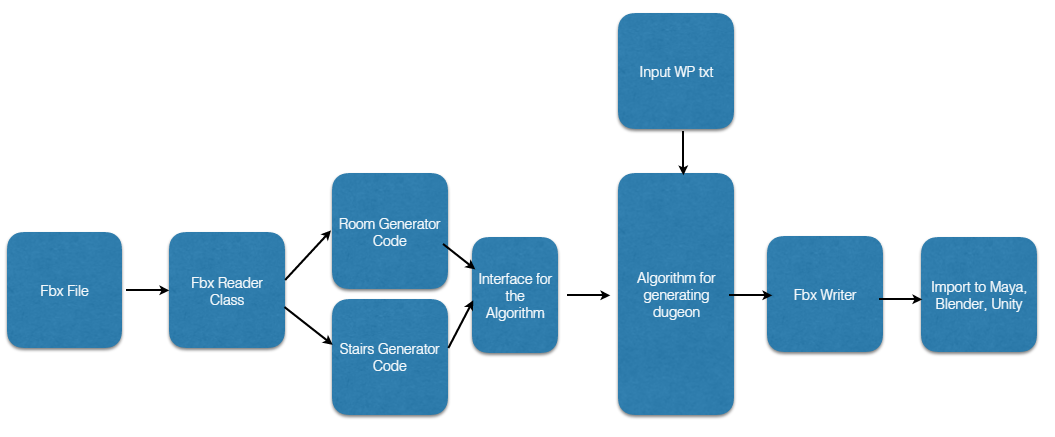 Input WP txt
Room Generator
Code
Fbx File
Fbx Reader
Class
Stairs Generator
Code
Interface for
the
Algorithm
Algorithm for
generating
dugeon
Fbx Writer
Import to Maya,
Blender, Unity